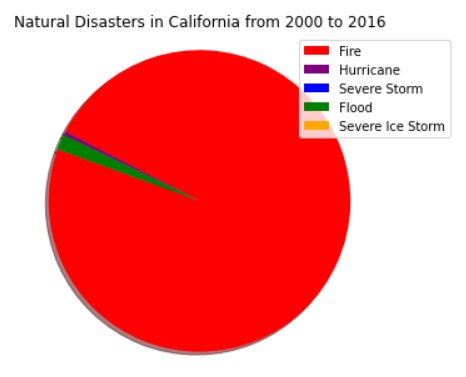 Natural Disasters in California from 2000 to 2016
Fire
Hurricane
Severe Storm
Flood
Severe Ice Storm